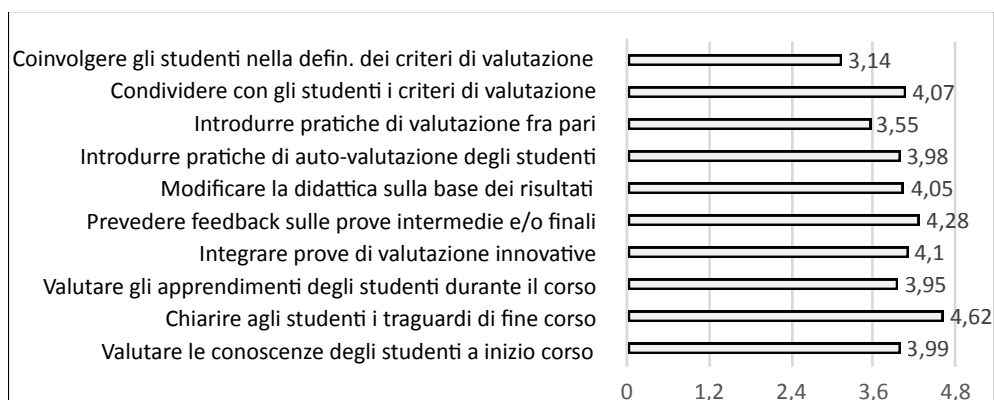 Coinvolgere gli studenti nella defin. dei criteri di valutazione 3,14
Condividere con gli studenti i criteri di valutazione 4,07
Introdurre pratiche di valutazione fra pari 3,55
Introdurre pratiche di auto-valutazione degli studenti 3,98
Modificare la didattica sulla base dei risultati 4,05
Prevedere feedback sulle prove intermedie e/o finali 4,28
Integrare prove di valutazione innovative 4,1
Valutare gli apprendimenti degli studenti durante il corso 3,95
Chiarire agli studenti i traguardi di fine corso 4,62
Valutare le conoscenze degli studenti a inizio corso 3,99
0 1,2 2,4 3,6 4,8